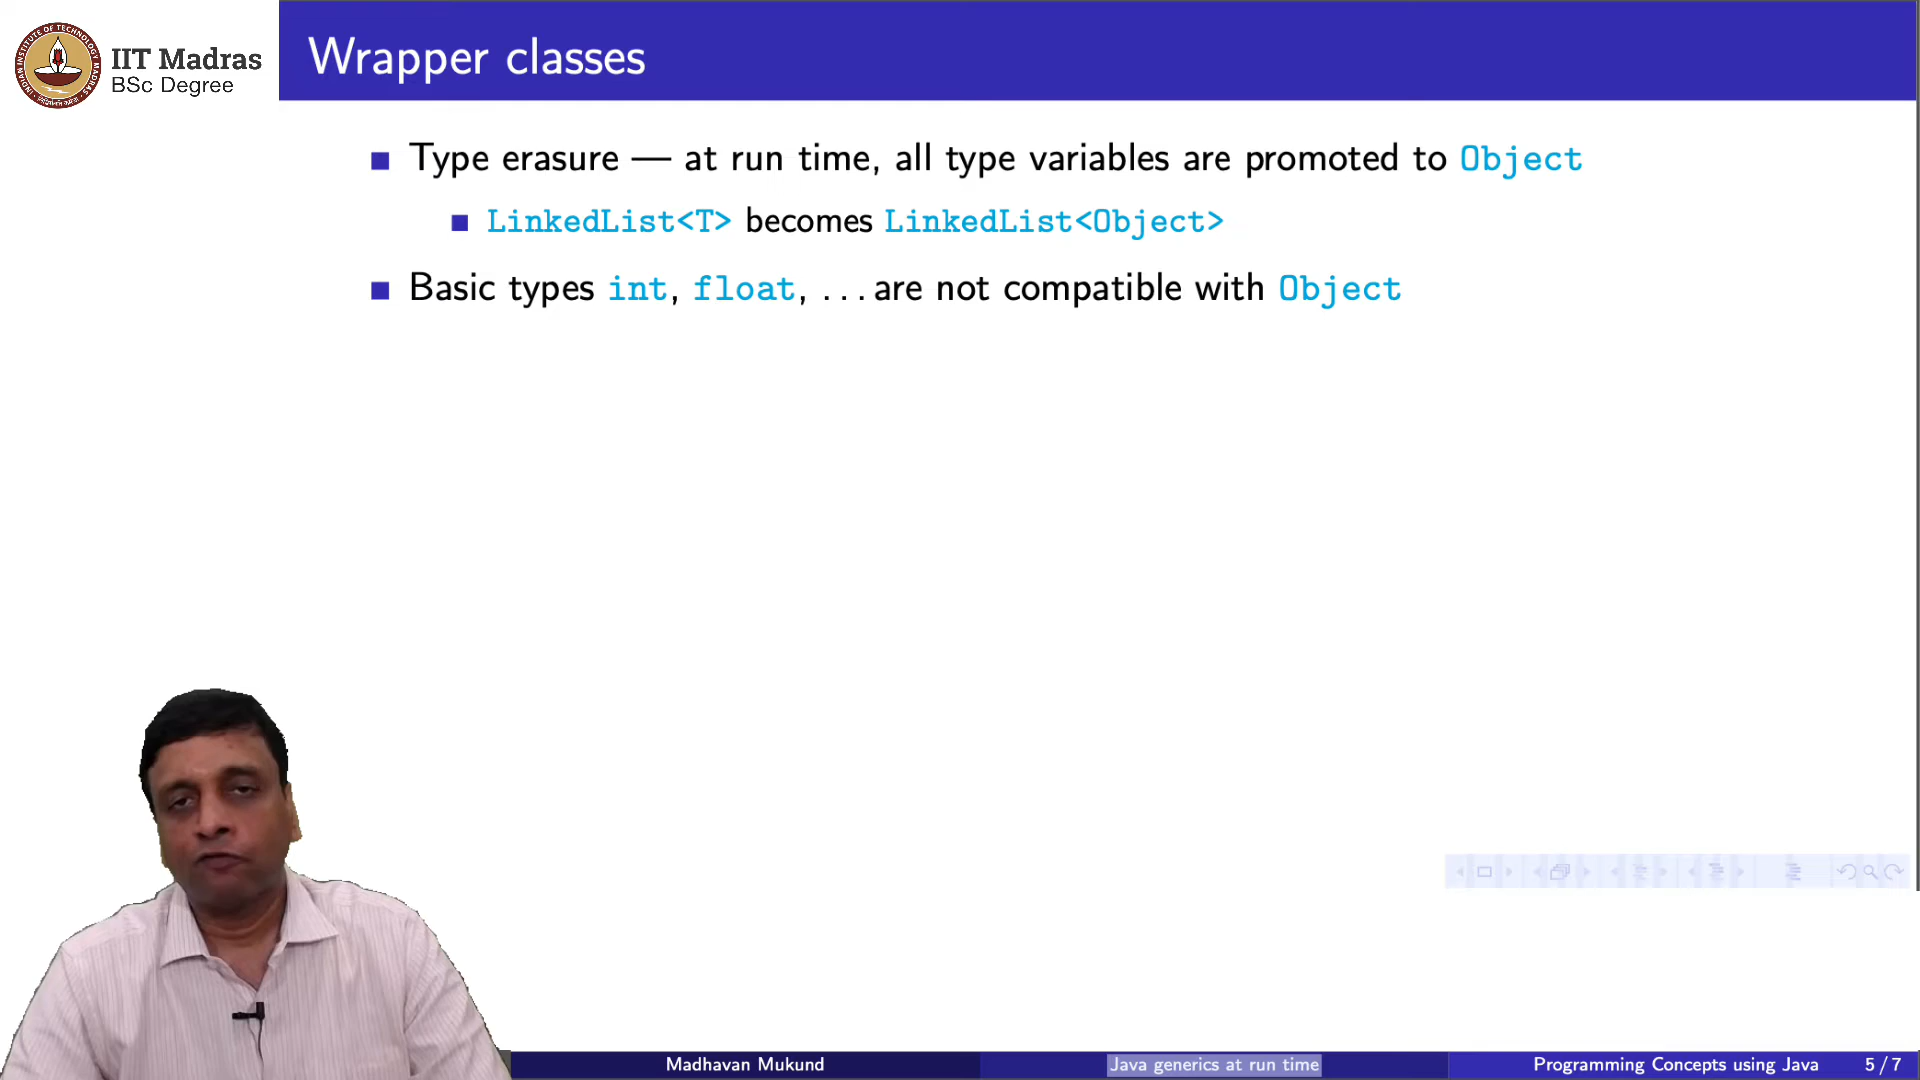 IIT Madras
BSc Degree
Wrapper classes
Type erasure — at run time, all type variables are promoted to Object
LinkedList<T> becomes LinkedList<Object>
Basic types int, float, ... are not compatible with Object
Madhavan Mukund
Java generics at run time
Programming Concepts using Java
5 / 7